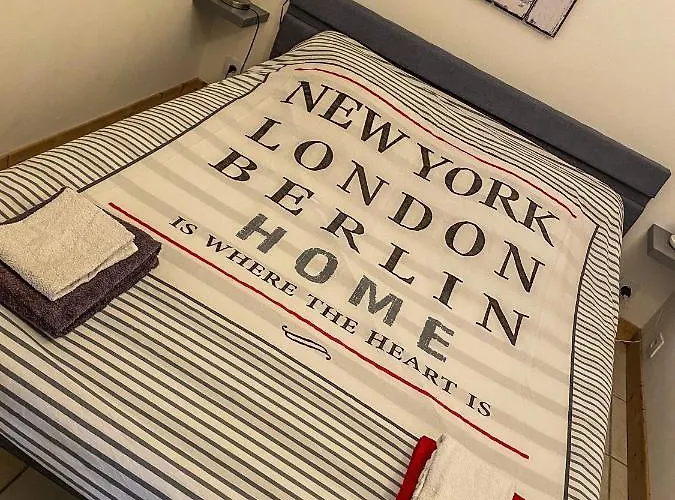 NEW YORK
LONDON
BERLIN
HOME
IS WHERE THE HEART IS